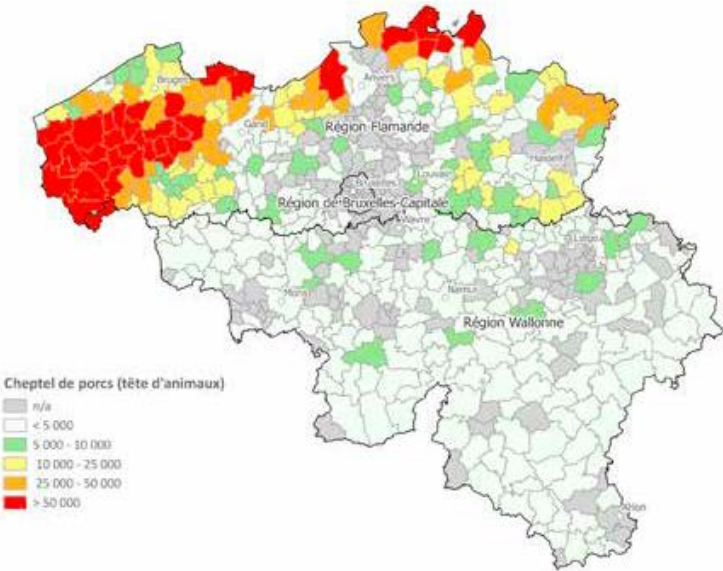 Bruges
Anvers
Gand
Région Flamande
Hasselt
Louvain
Bruxelles
Région de Bruxelles-Capitale
Wavre
Liège
Mons
Namur
Région Wallonne
Cheptel de porcs (tête d'animaux)
n/a
< 5 000
5 000 - 10 000
10 000 - 25 000
25 000 - 50 000
> 50 000
Arlon